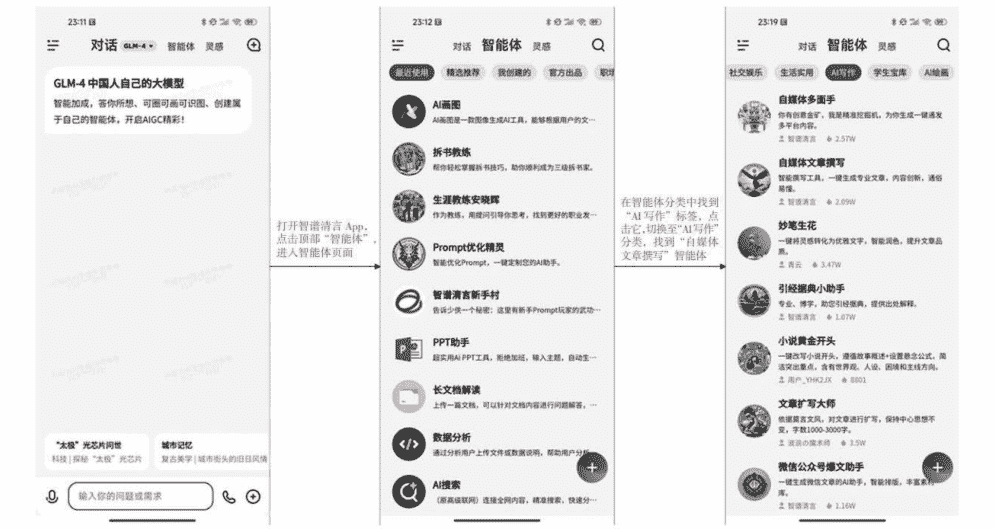 23:11
对话 GLM-4 智能体 灵感
GLM-4 中国人自己的大模型
智能加成，答你所想、可圈可画可识图、创建属
于自己的智能体，开启AIGC精彩！
“太极”光芯片问世
科技 | 探秘“太极”光芯片
城市记忆
复古美学 | 城市街头的旧日风情
输入你的问题或需求
打开智谱清言 App，
点击顶部“智能体”，
进入智能体页面
23:12
对话 智能体 灵感
最近使用 精选推荐 我创建的 官方出品 职场
AI画图
AI画图是一款图像生成AI工具，能够根据用户的文…
拆书教练
帮你轻松掌握拆书技巧，助你顺利成为三级拆书家。
生涯教练安晓辉
作为教练，用提问引导你思考，找到更好的职业发…
Prompt优化精灵
智能优化Prompt，一键定制您的AI助手。
智谱清言新手村
告诉少侠一个秘密：这里有新手Prompt玩家的武功…
PPT助手
超实用AI PPT工具，拒绝加班，输入主题，自动生…
长文档解读
上传一篇文档，可以针对文档内容进行问题解答，…
数据分析
通过分析用户上传文件或数据说明，帮助用户分析
AI搜索
（原高级联网）连接全网内容，精准搜索，快速分…
在智能体分类中找到
“AI 写作”标签，点
击它，切换至“AI写作”
分类，找到“自媒体
文章撰写”智能体
23:19
对话 智能体 灵感
社交娱乐 生活实用 AI写作 学生宝库 AI绘画
自媒体多面手
你有创意金矿，我是精准挖掘机，为你生成一键通发
多平台内容。
智谱清言 2.57W
自媒体文章撰写
智能撰写工具，一键生成专业文章，内容创新，通俗
易懂。
智谱清言 2.09W
妙笔生花
一键将灵感转化为优雅文字，智能润色，提升文章品
质。
青云 3.47W
引经据典小助手
专业、博学，助您引经据典，提供出处解释。
智谱清言 1.07W
小说黄金开头
一键改写小说开头，遵循故事概述+设置悬念公式，简
洁突出重点，含有世界观、人设、困境和主线方向。
用户_YHK2JX 8801
文章扩写大师
依据莫言文风，对文章进行扩写，保持中心思想不
变，字数1000-3000字。
魔术师 3.5W
微信公众号爆文助手
一键生成微信文章的AI助手，智能排版，丰富素材
库。
智谱清言 1.16W